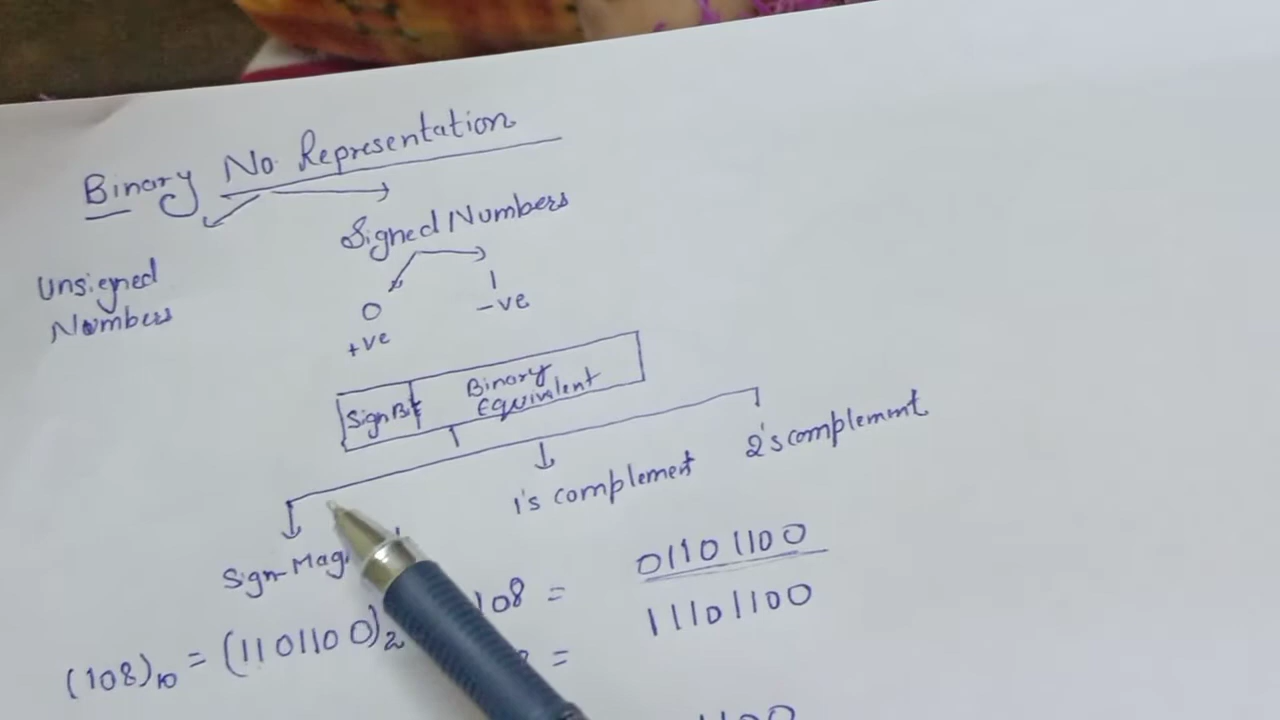 Binary No. Representation
Signed Numbers
Unsigned
Numbers
0 1
+ve -ve
Sign Bit Binary
Equivalent
1's complement 2's complement
Sign-Mag
108 = 01101100
(108)10 = (1101100)2
= 11101100